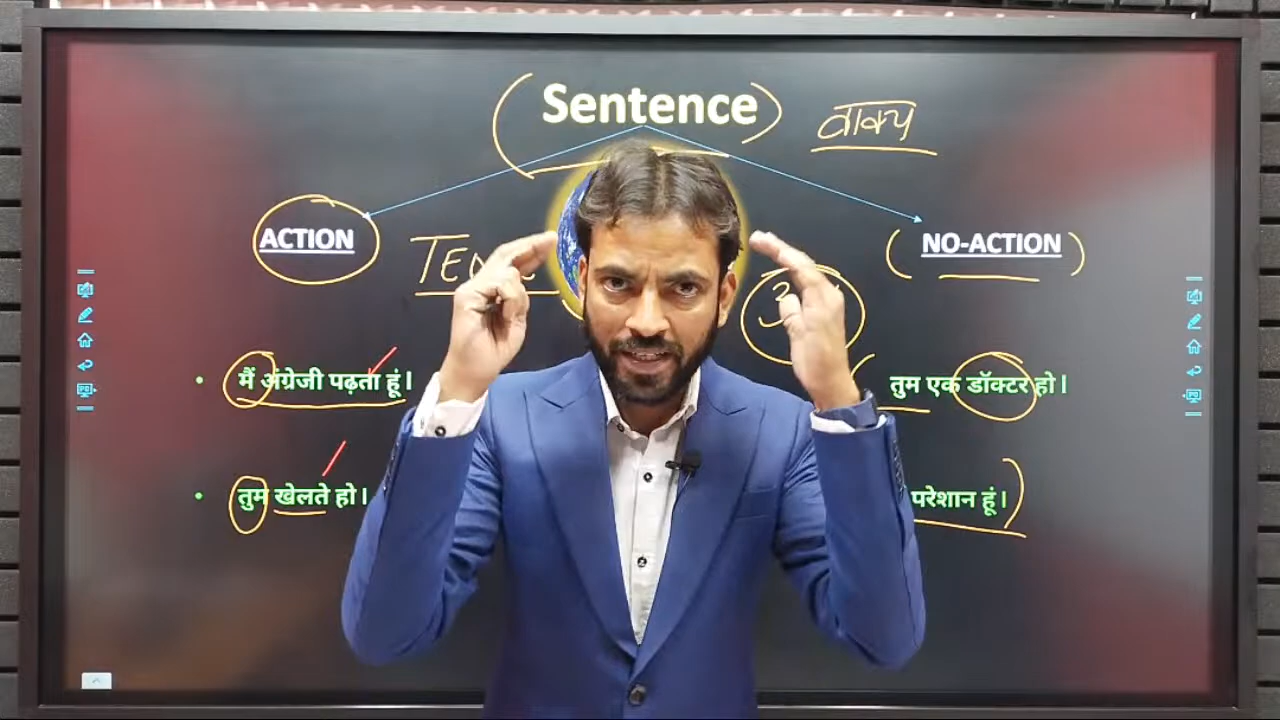 Sentence वाक्य
ACTION
NO-ACTION
मैं अंग्रेजी पढ़ता हूं।
तुम एक डॉक्टर हो।
तुम खेलते हो।
परेशान हूं।